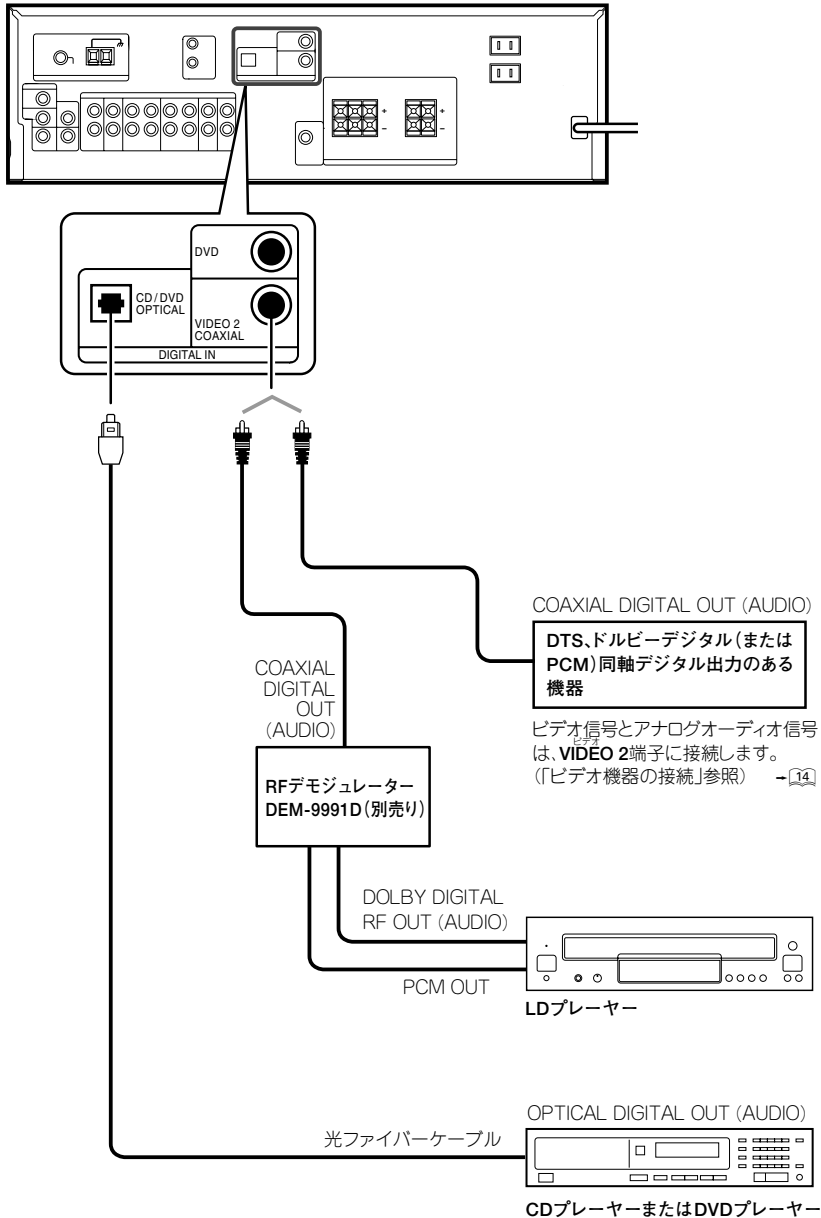 +
−
+
−
DVD
CD/DVD
OPTICAL
VIDEO 2
COAXIAL
DIGITAL IN
COAXIAL DIGITAL OUT (AUDIO)
DTS、ドルビーデジタル(または
PCM)同軸デジタル出力のある
機器
ビデオ信号とアナログオーディオ信号
ビデオ
は、VIDEO 2端子に接続します。
(「ビデオ機器の接続」参照) →14
COAXIAL
DIGITAL
OUT
(AUDIO)
RFデモジュレーター
DEM-9991D(別売り)
DOLBY DIGITAL
RF OUT (AUDIO)
PCM OUT
LDプレーヤー
OPTICAL DIGITAL OUT (AUDIO)
光ファイバーケーブル
CDプレーヤーまたはDVDプレーヤー